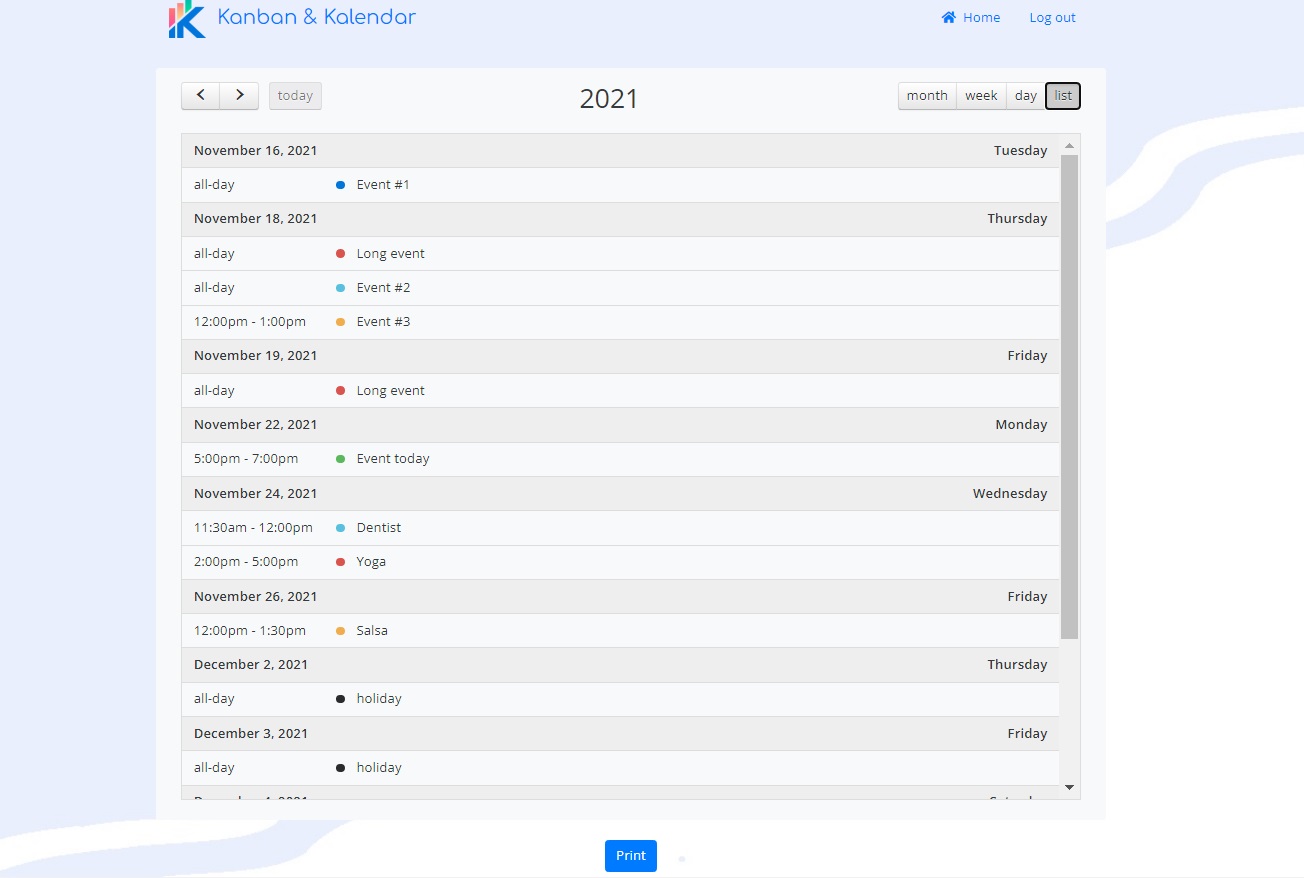 Kanban & Kalendar
Home Log out
today 2021 month week day list
November 16, 2021 Tuesday
all-day Event #1
November 18, 2021 Thursday
all-day Long event
all-day Event #2
12:00pm - 1:00pm Event #3
November 19, 2021 Friday
all-day Long event
November 22, 2021 Monday
5:00pm - 7:00pm Event today
November 24, 2021 Wednesday
11:30am - 12:00pm Dentist
2:00pm - 5:00pm Yoga
November 26, 2021 Friday
12:00pm - 1:30pm Salsa
December 2, 2021 Thursday
all-day holiday
December 3, 2021 Friday
all-day holiday
Print